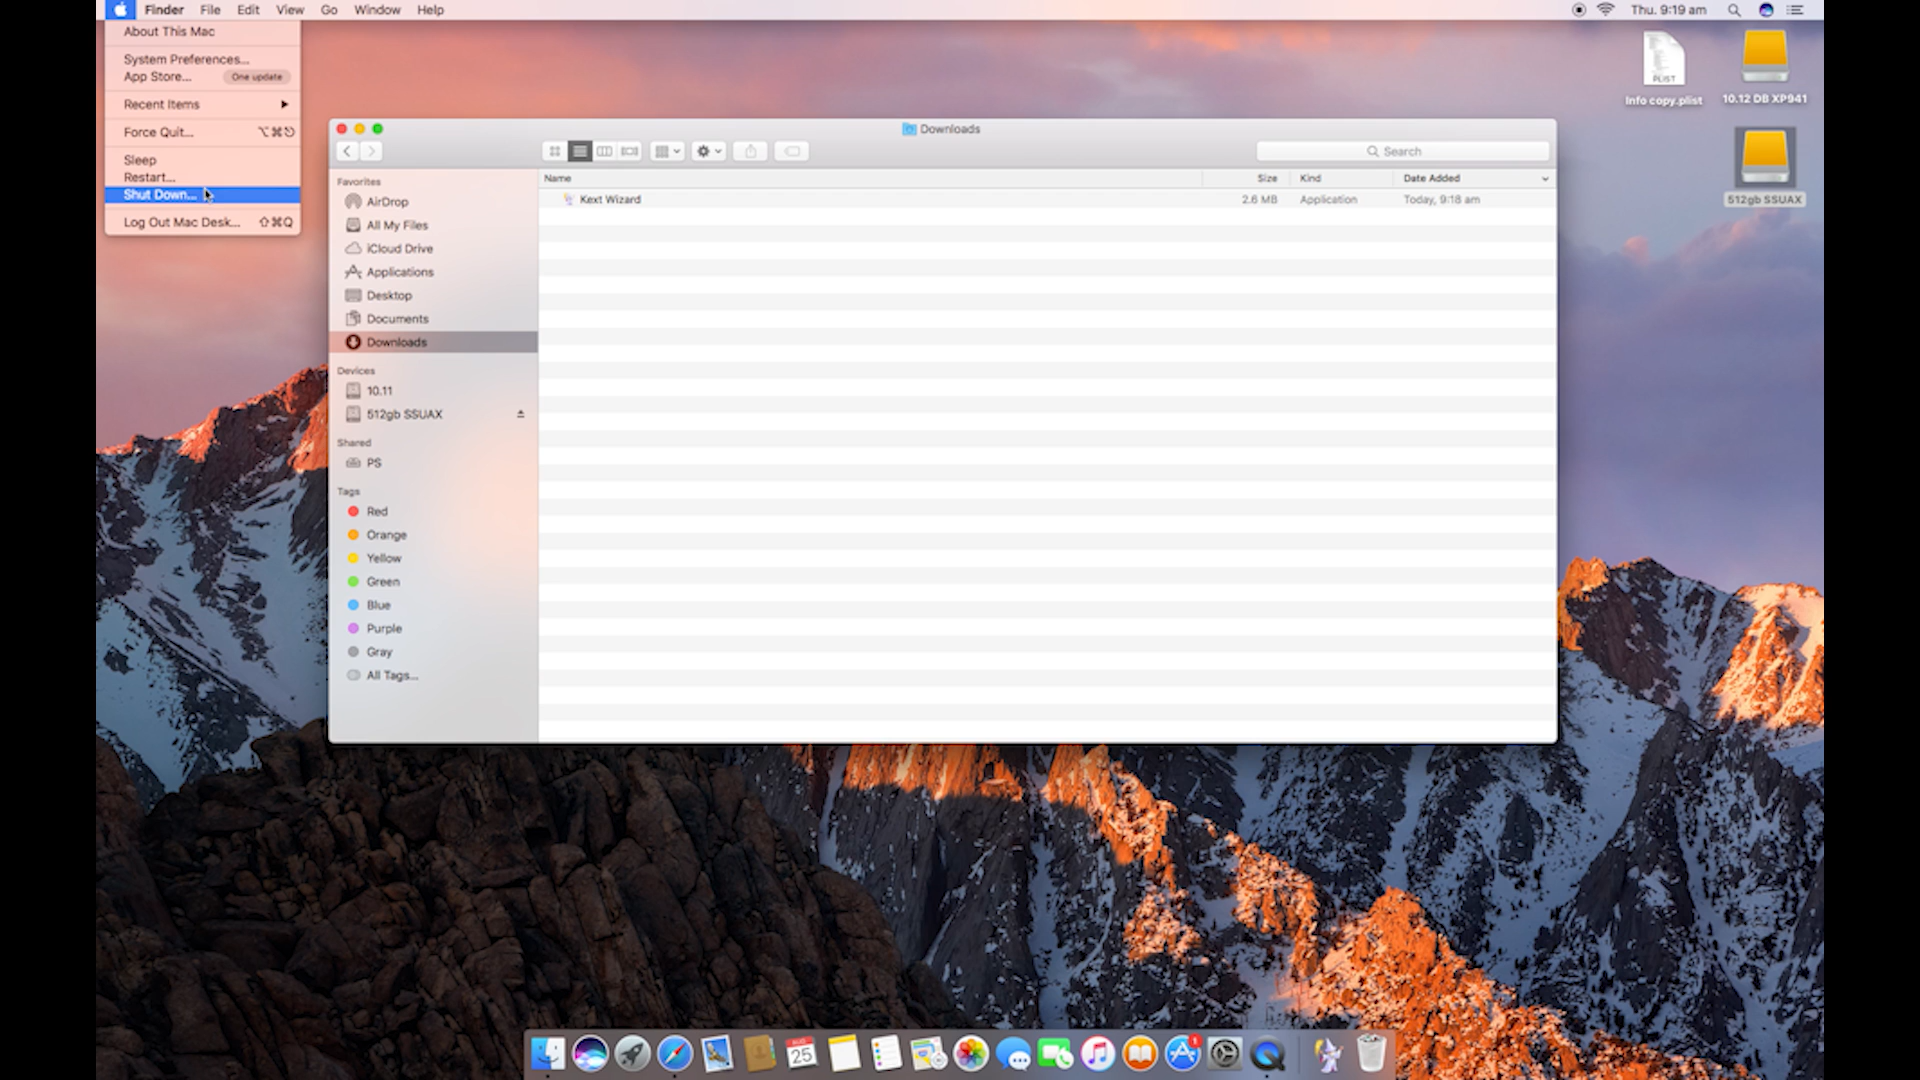 Finder File Edit View Go Window Help
Thu. 9:19 am
About This Mac
System Preferences...
App Store... One update
Recent Items
Force Quit... ⌥⌘⎋
Sleep
Restart...
Shut Down...
Log Out Mac Desk... ⇧⌘Q
PLIST
Info copy.plist
10.12 DB XP941
512gb SSUAX
Downloads
Search
Favorites
AirDrop
All My Files
iCloud Drive
Applications
Desktop
Documents
Downloads
Devices
10.11
512gb SSUAX
Shared
PS
Tags
Red
Orange
Yellow
Green
Blue
Purple
Gray
All Tags...
Name Size Kind Date Added
Kext Wizard 2.6 MB Application Today, 9:18 am
AUG
25
1